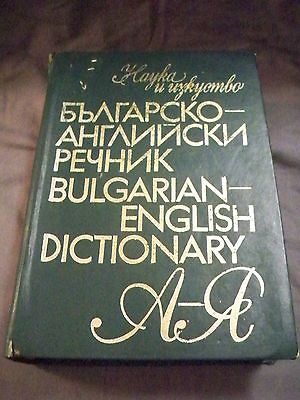 Наука
и изкуство
БЪЛГАРСКО–
АНГЛИЙСКИ
РЕЧНИК
BULGARIAN–
ENGLISH
DICTIONARY
А–Я